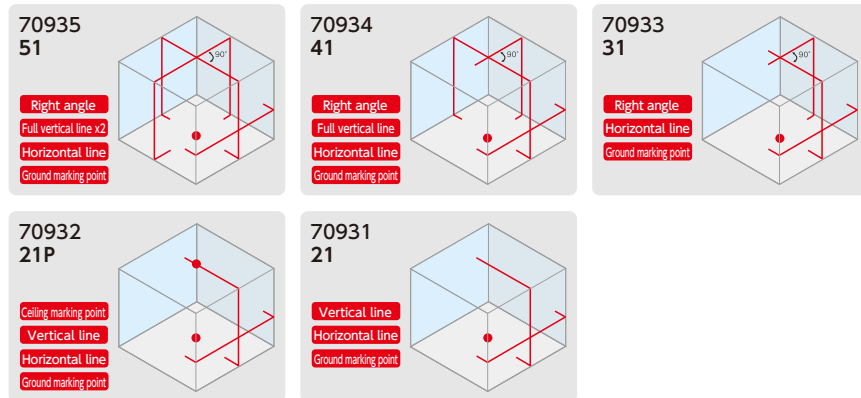 70935
51
90°
Right angle
Full vertical line x2
Horizontal line
Ground marking point
70934
41
90°
Right angle
Full vertical line
Horizontal line
Ground marking point
70933
31
90°
Right angle
Horizontal line
Ground marking point
70932
21P
Ceiling marking point
Vertical line
Horizontal line
Ground marking point
70931
21
Vertical line
Horizontal line
Ground marking point